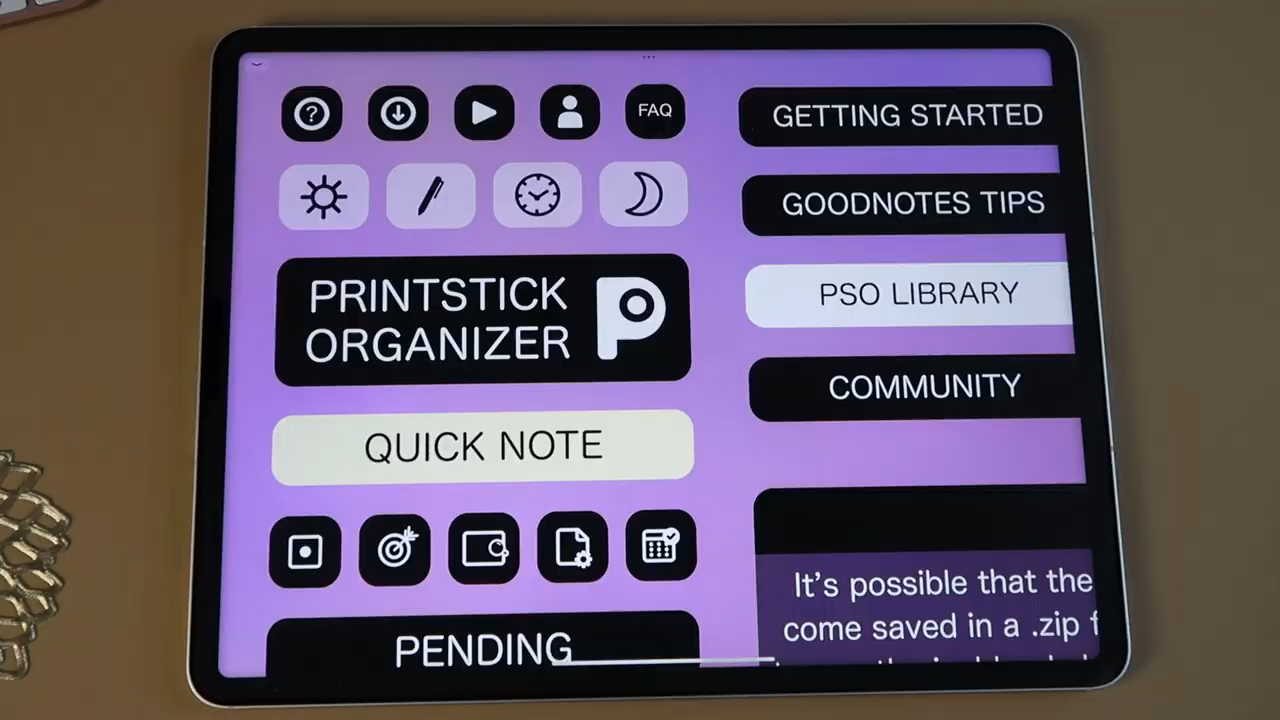 FAQ
PRINTSTICK
ORGANIZER
QUICK NOTE
PENDING
GETTING STARTED
GOODNOTES TIPS
PSO LIBRARY
COMMUNITY
It's possible that the
come saved in a .zip